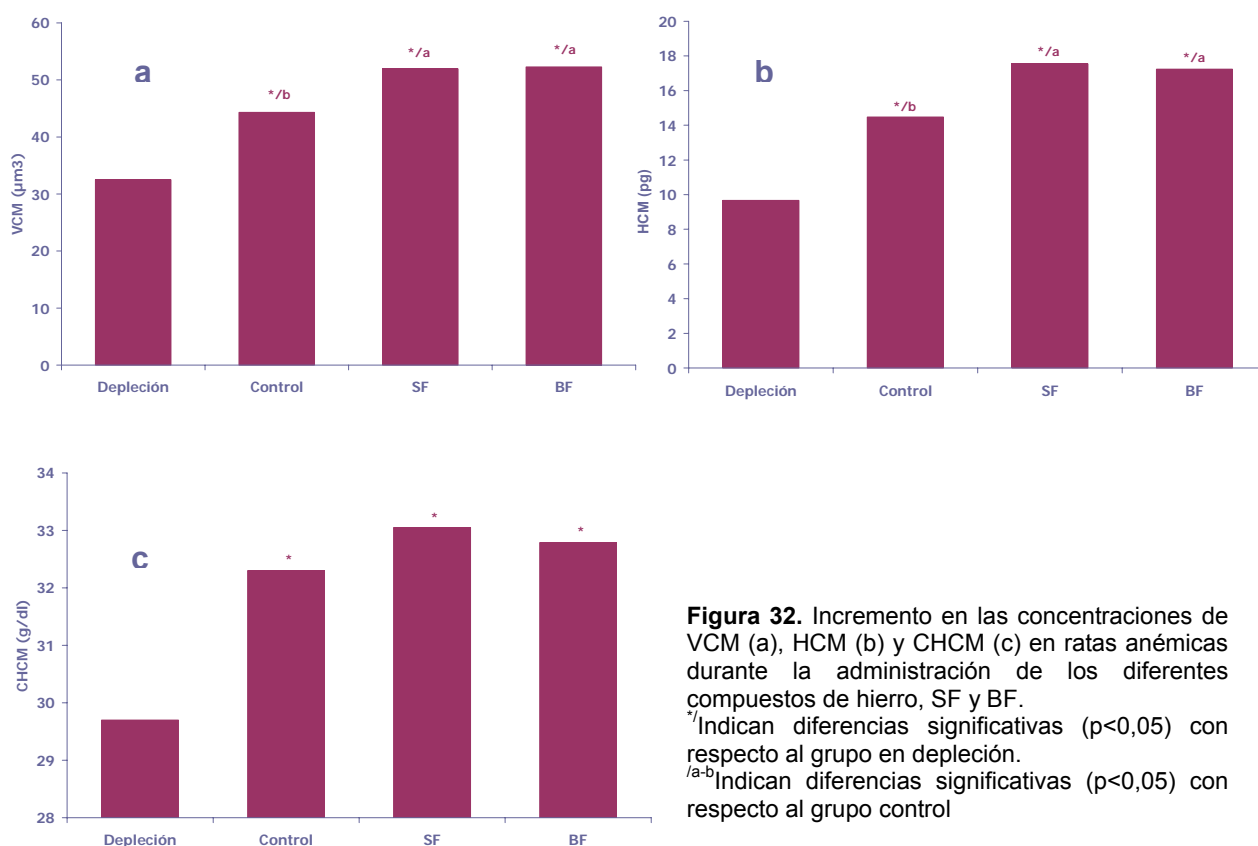 60
50
40
30
20
10
0
VCM (µm3)
a
*/b
*/a
*/a
Depleción Control SF BF
20
18
16
14
12
10
8
6
4
2
0
HCM (pg)
b
*/b
*/a
*/a
Depleción Control SF BF
34
33
32
31
30
29
28
CHCM (g/dl)
c
*
*
*
Depleción Control SF BF
Figura 32. Incremento en las concentraciones de
VCM (a), HCM (b) y CHCM (c) en ratas anémicas
durante la administración de los diferentes
compuestos de hierro, SF y BF.
*/Indican diferencias significativas (p<0,05) con
respecto al grupo en depleción.
/a-bIndican diferencias significativas (p<0,05) con
respecto al grupo control